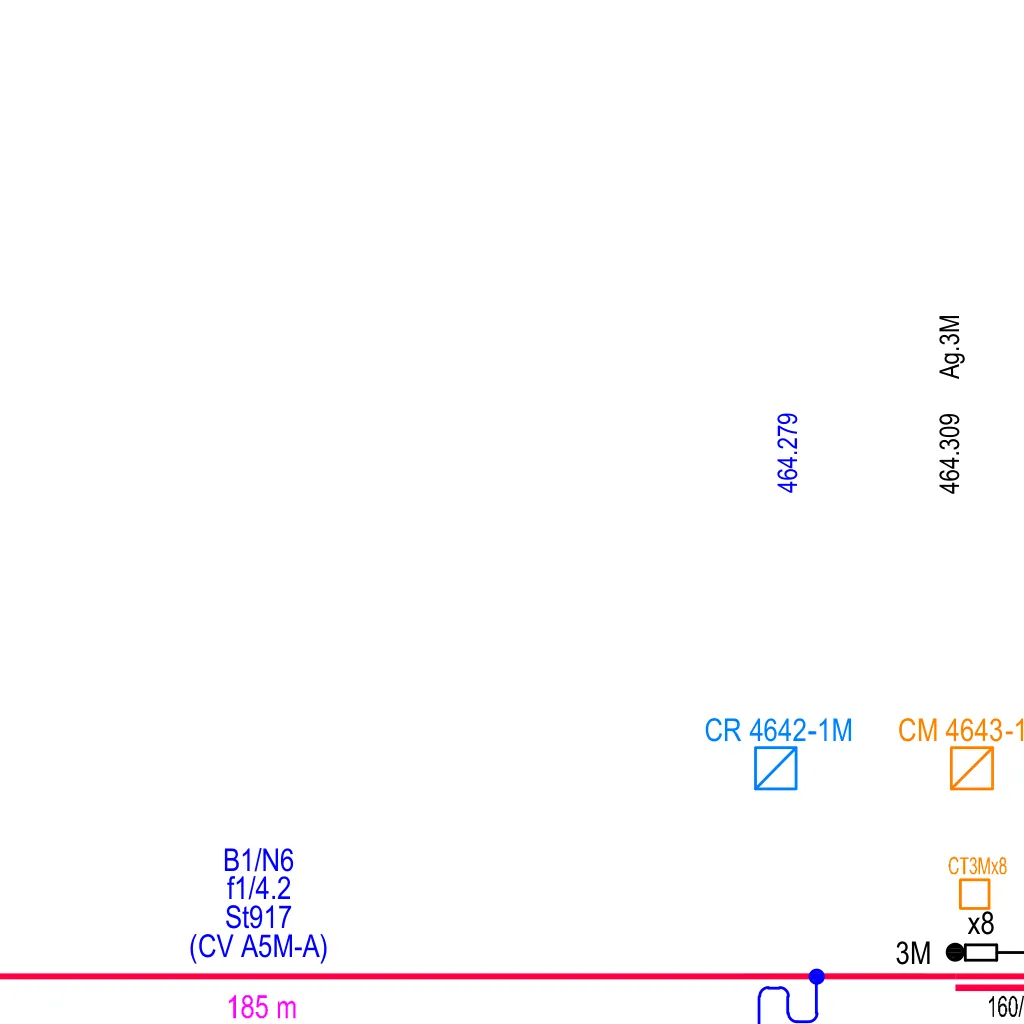 Ag.3M
464.279
464.309
CR 4642-1M
CM 4643-1
B1/N6
f1/4.2
St917
(CV A5M-A)
CT3Mx8
x8
3M
185 m
160/